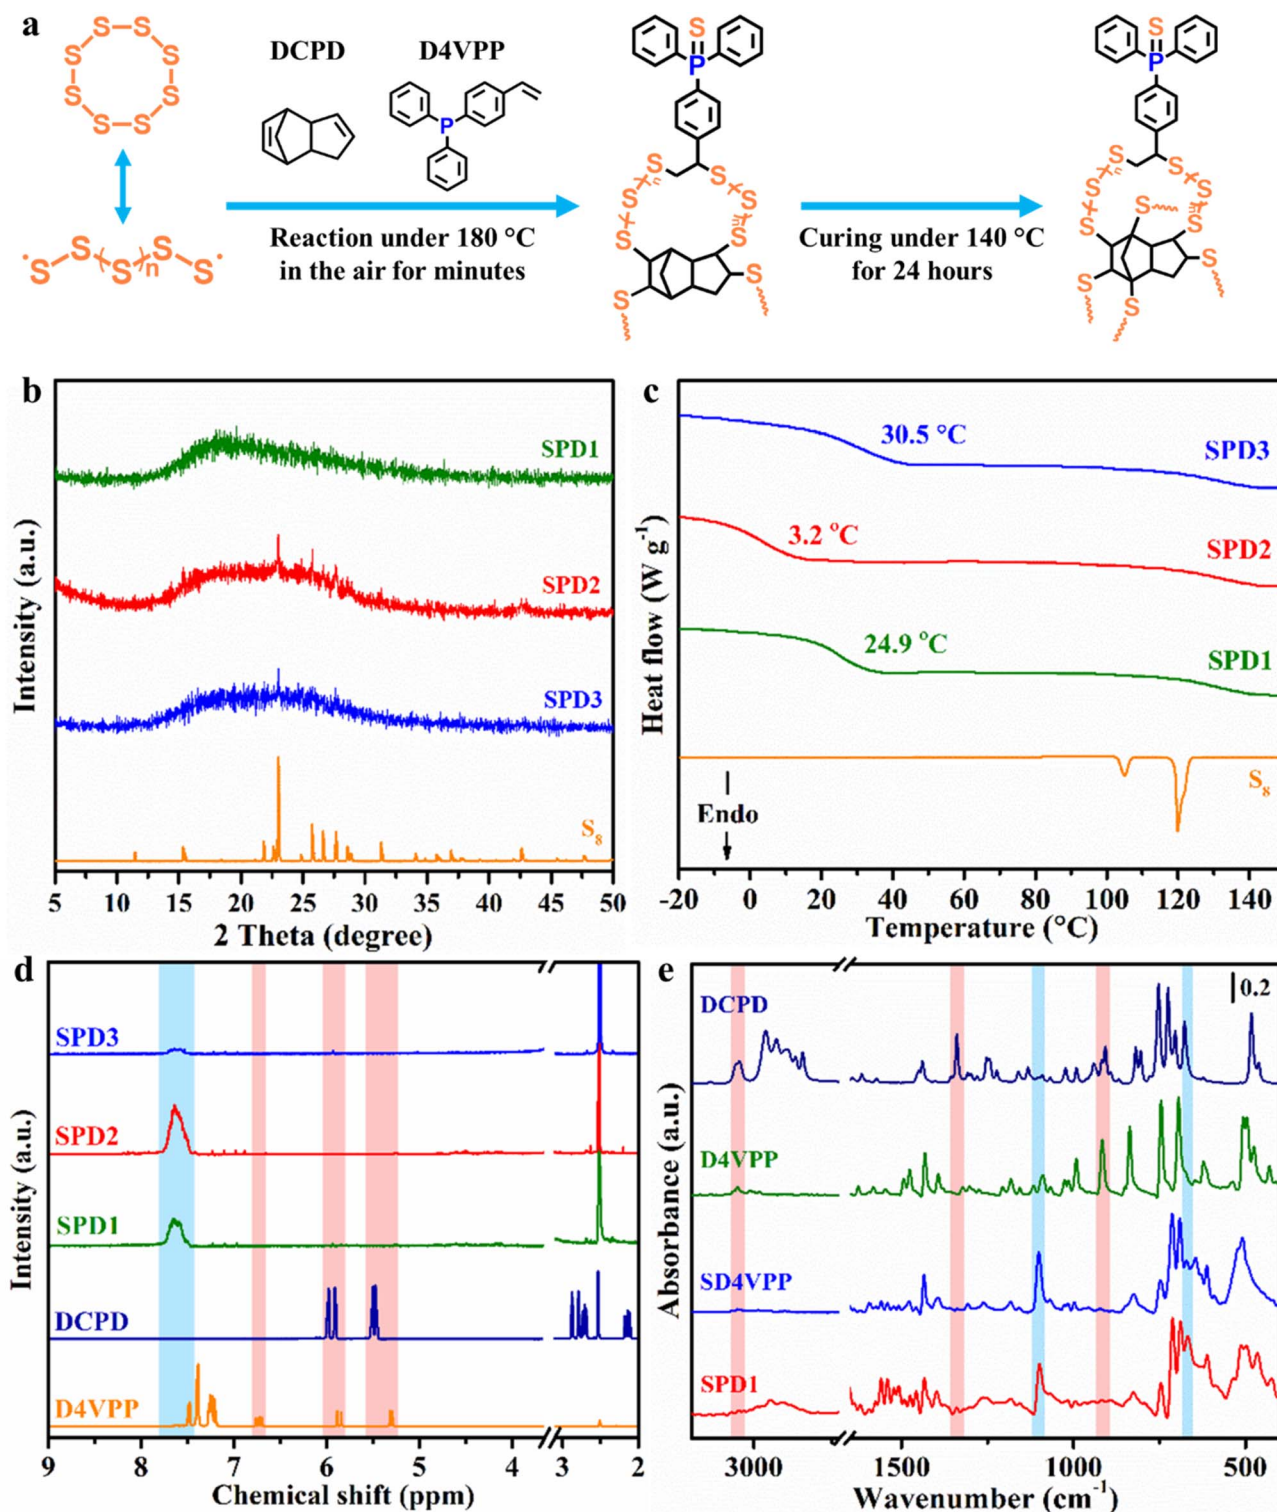 a
DCPD
D4VPP
S
S
S
S
S
S
S
S
P
S
P
S
P
·S
S
(S)n
S
S·
Reaction under 180 °C
in the air for minutes
Curing under 140 °C
for 24 hours
S
S
n
S
S
S
S
m
S
S
S
S
S
S
n
S
S
S
S
S
S
S
S
S
S
b
Intensity (a.u.)
SPD1
SPD2
SPD3
S8
5 10 15 20 25 30 35 40 45 50
2 Theta (degree)
c
Heat flow (W g-1)
30.5 °C
SPD3
3.2 °C
SPD2
24.9 °C
SPD1
S8
Endo
-20 0 20 40 60 80 100 120 140
Temperature (°C)
d
Intensity (a.u.)
SPD3
SPD2
SPD1
DCPD
D4VPP
9 8 7 6 5 4 3 2
Chemical shift (ppm)
e
Absorbance (a.u.)
DCPD
0.2
D4VPP
SD4VPP
SPD1
3000 1500 1000 500
Wavenumber (cm-1)